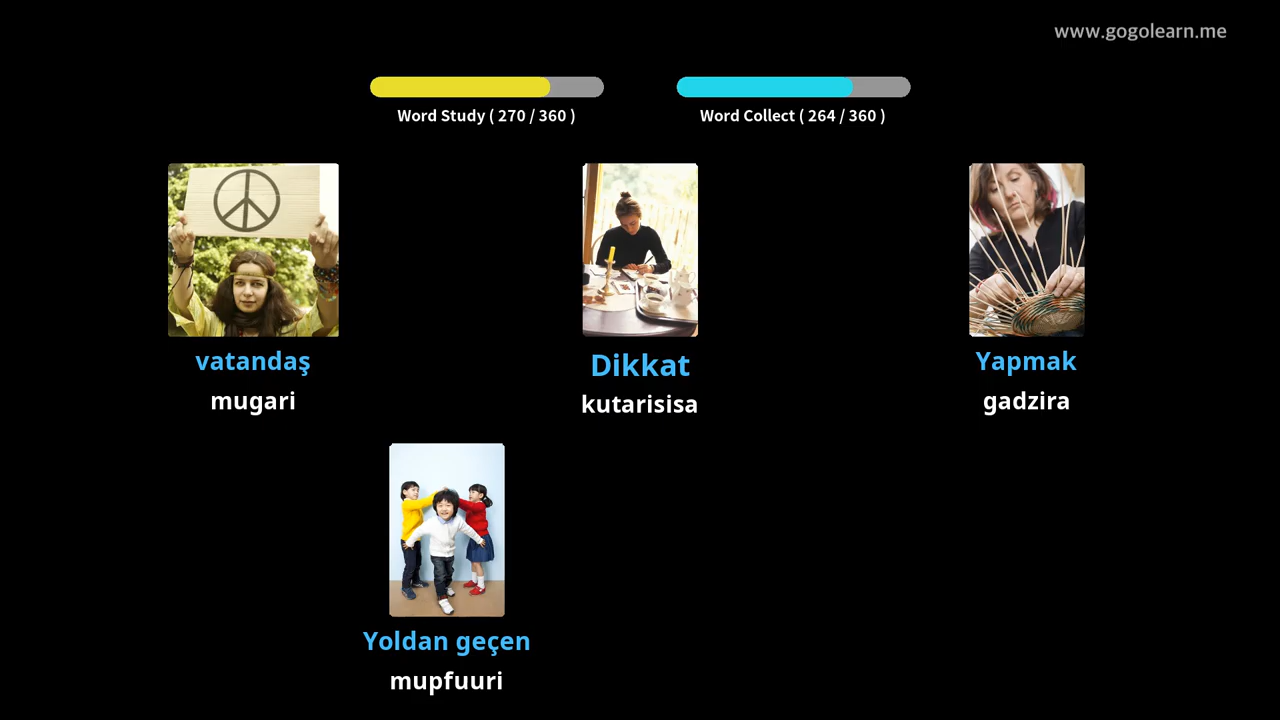 www.gogolearn.me
Word Study ( 270 / 360 )
Word Collect ( 264 / 360 )
vatandaş
mugari
Dikkat
kutarisisa
Yapmak
gadzira
Yoldan geçen
mupfuuri